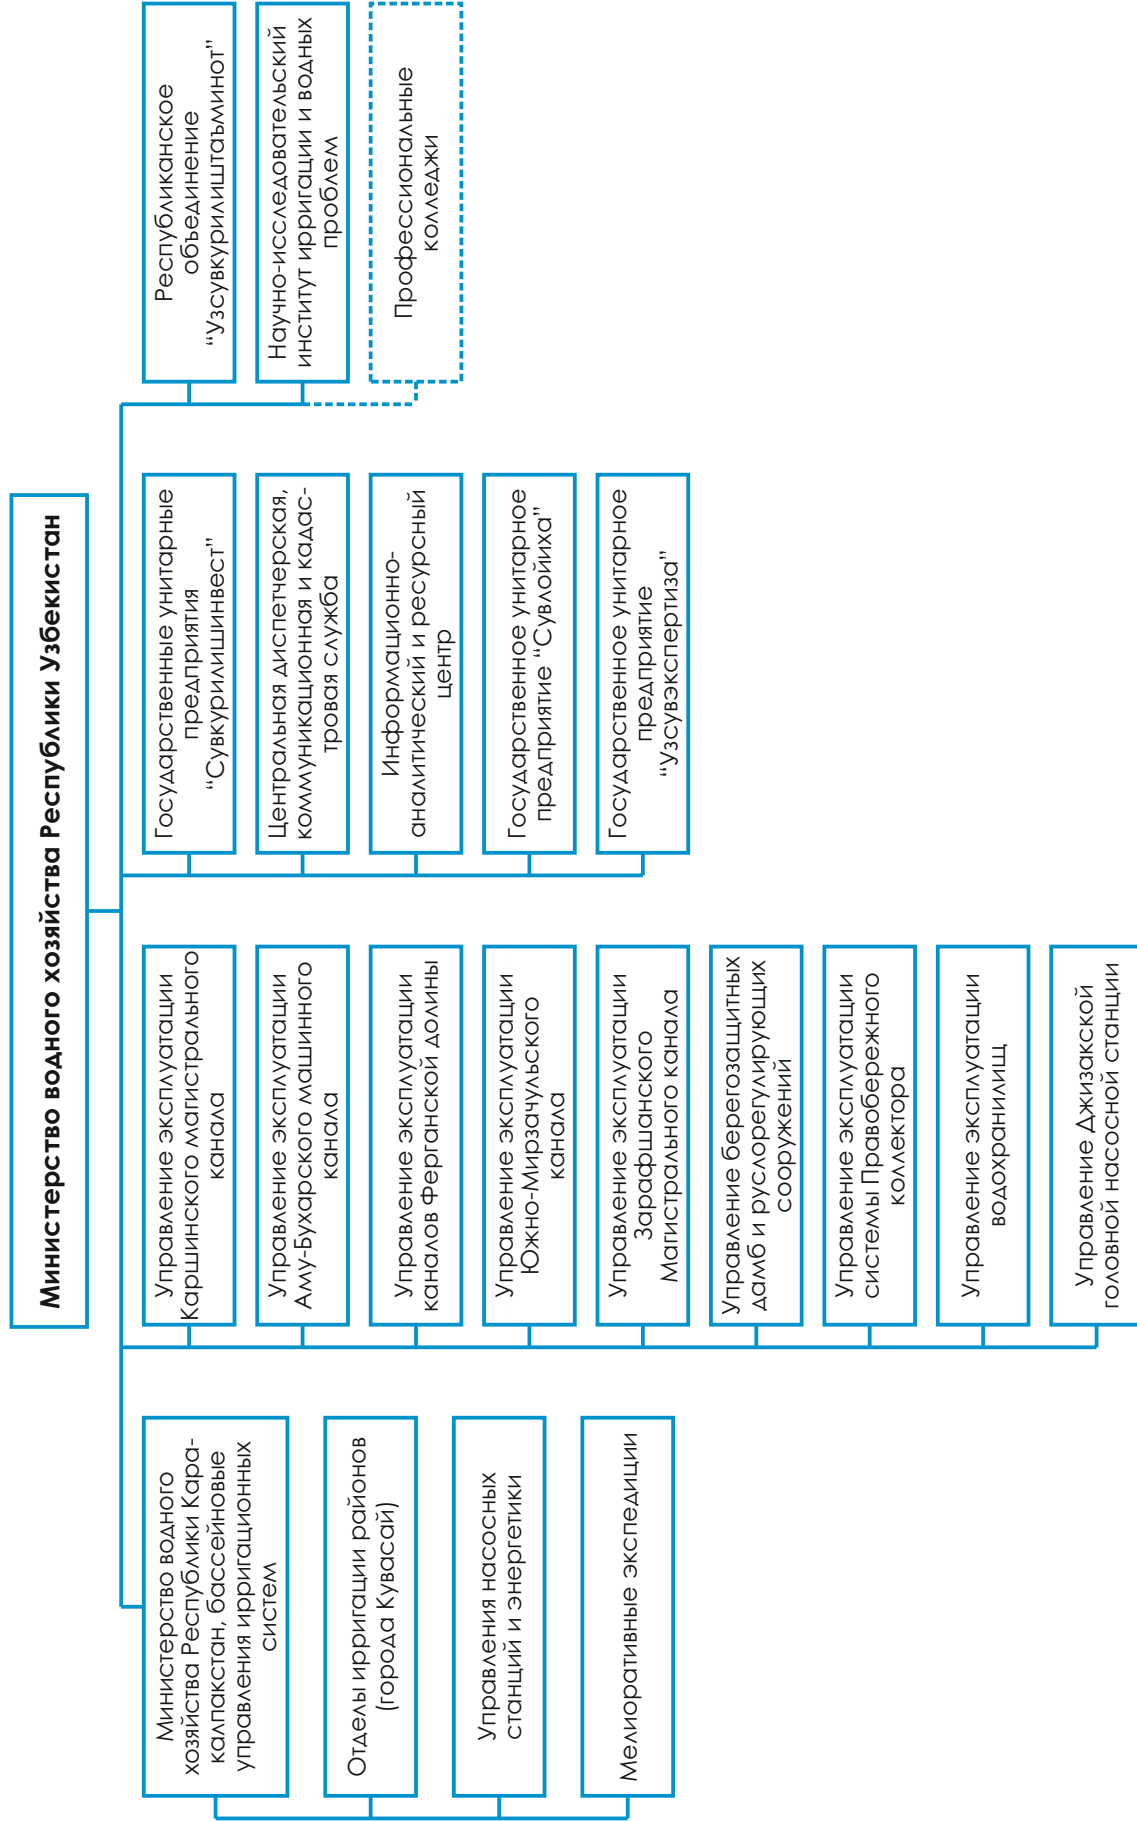 Министерство водного хозяйства Республики Узбекистан
Министерство водного
хозяйства Республики Кара-
калпакстан, бассейновые
управления ирригационных
систем
Отделы ирригации районов
(города Кувасай)
Управления насосных
станций и энергетики
Мелиоративные экспедиции
Управление эксплуатации
Каршинского магистрального
канала
Управление эксплуатации
Аму-Бухарского машинного
канала
Управление эксплуатации
каналов Ферганской долины
Управление эксплуатации
Южно-Мирзачульского
канала
Управление эксплуатации
Зарафшанского
Магистрального канала
Управление берегозащитных
дамб и руслорегулирующих
сооружений
Управление эксплуатации
системы Правобережного
коллектора
Управление эксплуатации
водохранилищ
Управление Джизакской
головной насосной станции
Государственные унитарные
предприятия
“Сувкурилишинвест”
Центральная диспетчерская,
коммуникационная и кадас-
тровая служба
Информационно-
аналитический и ресурсный
центр
Государственное унитарное
предприятие “Сувлойиха”
Государственное унитарное
предприятие
“Узсувэкспертиза”
Республиканское
объединение
“Узсувкурилиштаъминот”
Научно-исследовательский
институт ирригации и водных
проблем
Профессиональные
колледжи